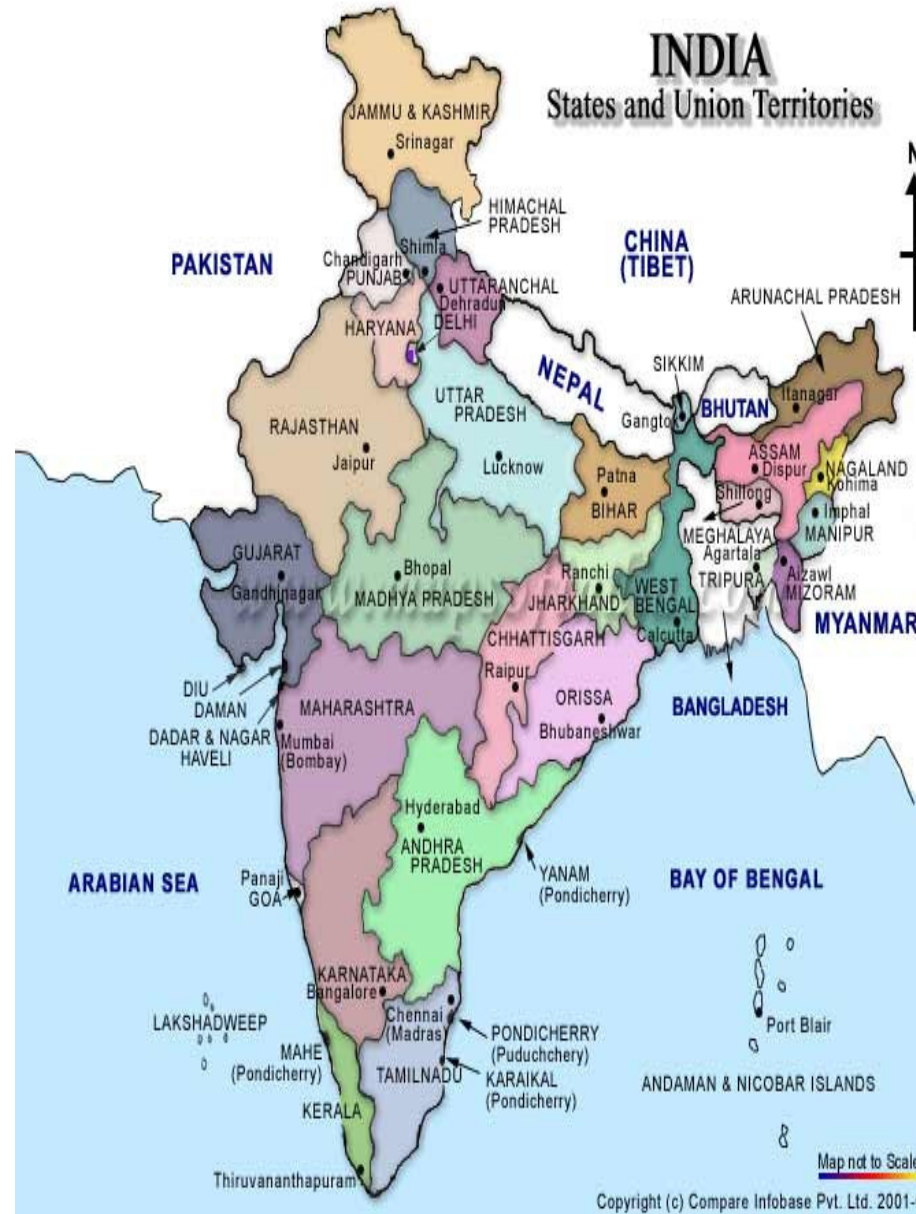 INDIA
States and Union Territories
JAMMU & KASHMIR
Srinagar
N
HIMACHAL
PRADESH
Shimla
PAKISTAN
CHINA
(TIBET)
Chandigarh
PUNJAB
UTTARANCHAL
Dehradun
DELHI
HARYANA
ARUNACHAL PRADESH
NEPAL
SIKKIM
Gangto
BHUTAN
Itanagar
UTTAR
PRADESH
Lucknow
RAJASTHAN
Jaipur
ASSAM
Dispur
NAGALAND
Kohima
Patna
BIHAR
Shillong
Imphal
MANIPUR
MEGHALAYA
Agartala
TRIPURA
Aizawl
MIZORAM
GUJARAT
Gandhinagar
Bhopal
MADHYA PRADESH
Ranchi
JHARKHAND
WEST
BENGAL
Calcutta
MYANMAR
CHHATTISGARH
Raipur
DIU
DAMAN
DADAR & NAGAR
HAVELI
MAHARASHTRA
Mumbai
(Bombay)
ORISSA
Bhubaneshwar
BANGLADESH
Hyderabad
ANDHRA
PRADESH
YANAM
(Pondicherry)
ARABIAN SEA
Panaji
GOA
BAY OF BENGAL
KARNATAKA
Bangalore
Chennai
(Madras)
LAKSHADWEEP
MAHE
(Pondicherry)
PONDICHERRY
(Puduchchery)
TAMILNADU
KARAIKAL
(Pondicherry)
KERALA
Thiruvananthapuram
Port Blair
ANDAMAN & NICOBAR ISLANDS
Map not to Scale
Copyright (c) Compare Infobase Pvt. Ltd. 2001-